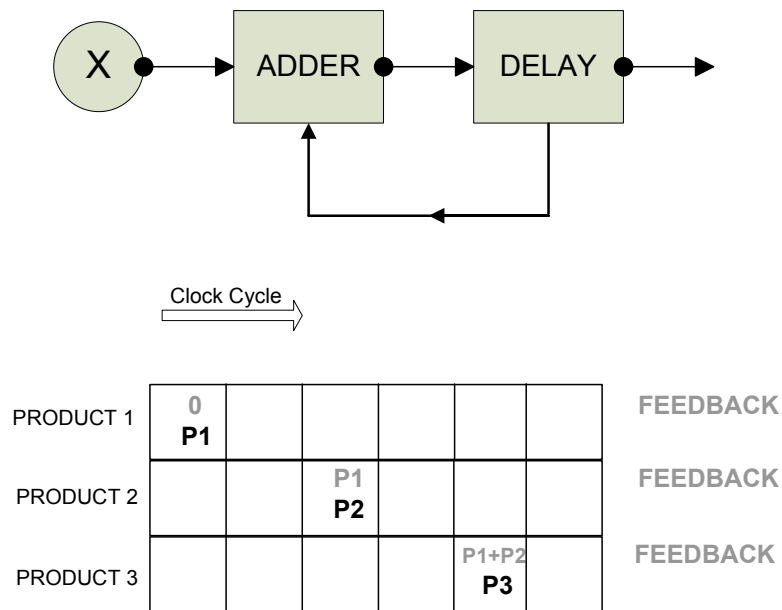 X
ADDER
DELAY
Clock Cycle
PRODUCT 1
0
P1
FEEDBACK
PRODUCT 2
P1
P2
FEEDBACK
PRODUCT 3
P1+P2
P3
FEEDBACK